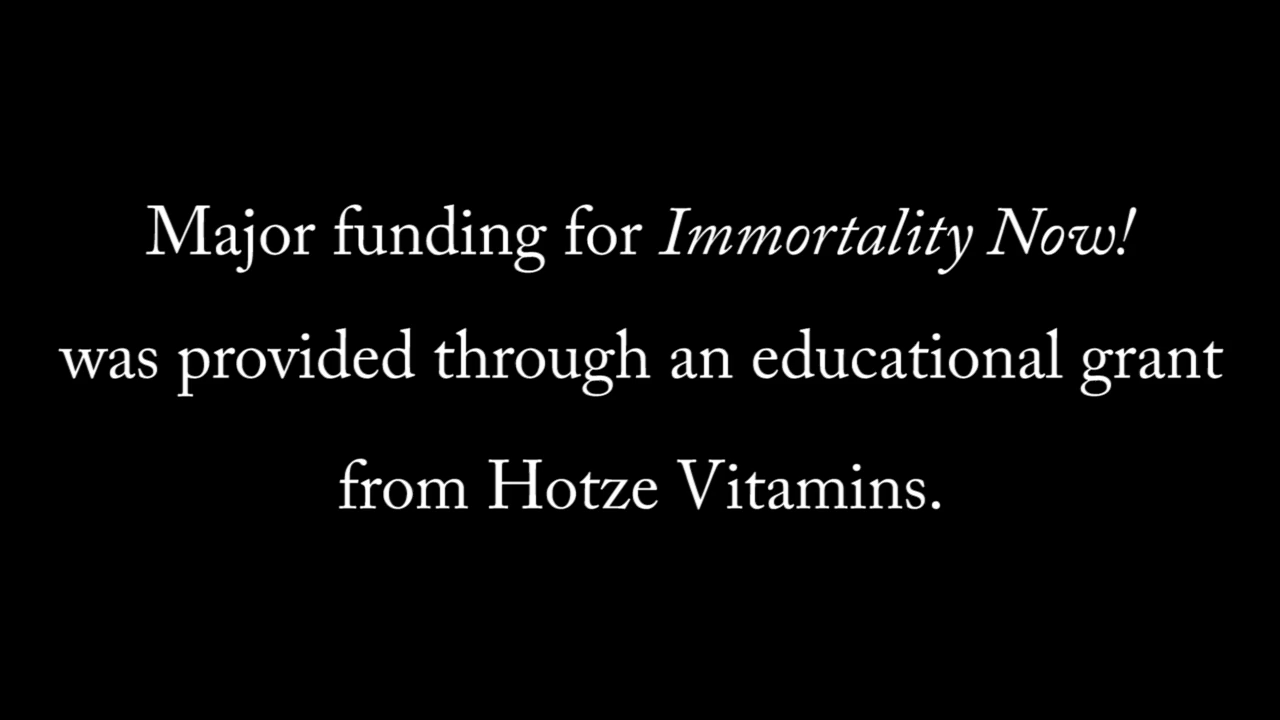 Major funding for Immortality Now!
was provided through an educational grant
from Hotze Vitamins.